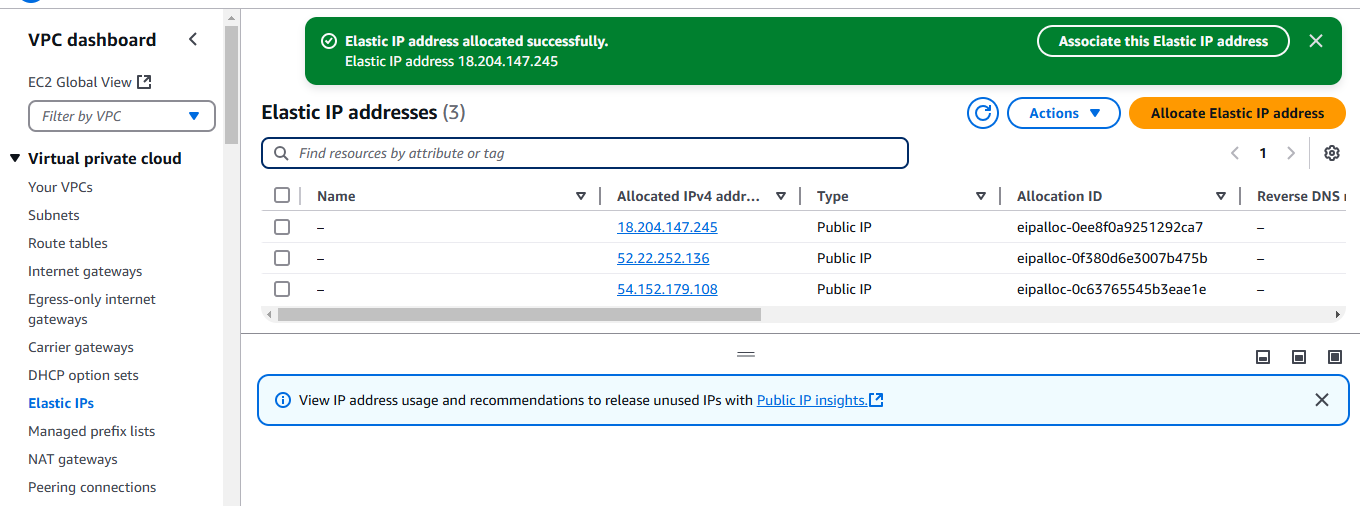 VPC dashboard
EC2 Global View
Filter by VPC
Virtual private cloud
Your VPCs
Subnets
Route tables
Internet gateways
Egress-only internet
gateways
Carrier gateways
DHCP option sets
Elastic IPs
Managed prefix lists
NAT gateways
Peering connections
Elastic IP address allocated successfully.
Elastic IP address 18.204.147.245
Associate this Elastic IP address
Elastic IP addresses (3)
Actions
Allocate Elastic IP address
Find resources by attribute or tag
1
Name Allocated IPv4 addr... Type Allocation ID Reverse DNS
– 18.204.147.245 Public IP eipalloc-0ee8f0a9251292ca7 –
– 52.22.252.136 Public IP eipalloc-0f380d6e3007b475b –
– 54.152.179.108 Public IP eipalloc-0c63765545b3eae1e –
View IP address usage and recommendations to release unused IPs with Public IP insights.